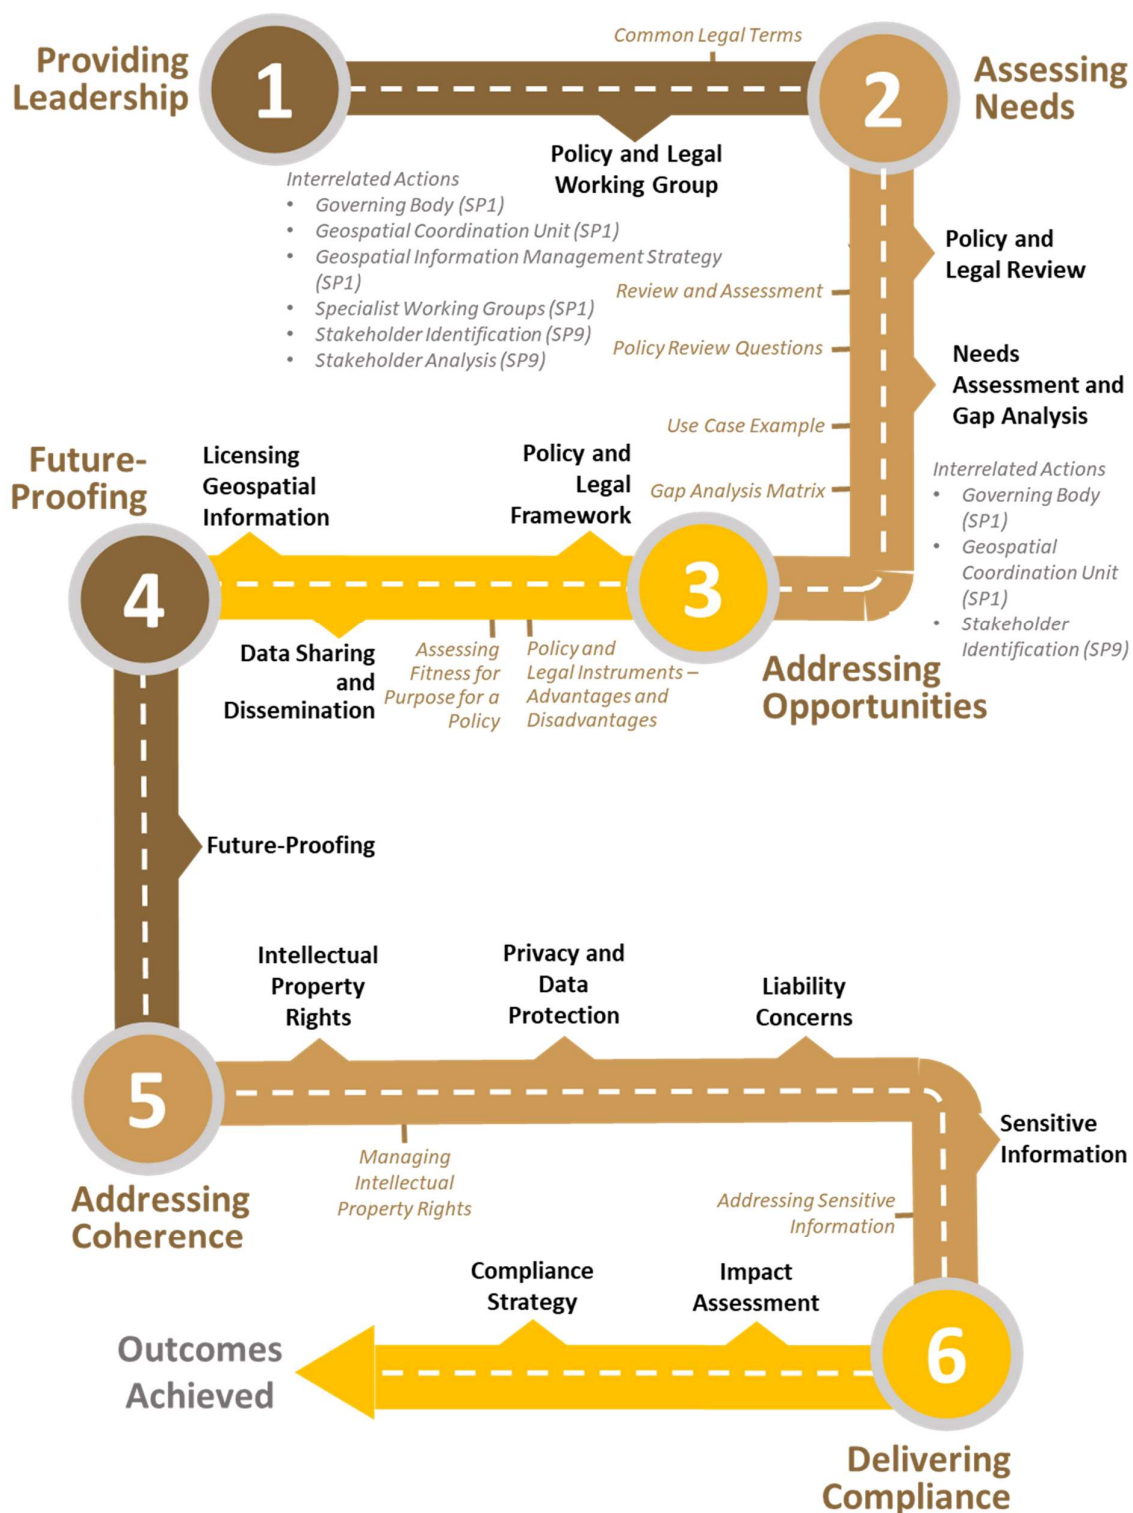 Providing
Leadership
1
Common Legal Terms
2
Assessing
Needs
Policy and Legal
Working Group
Interrelated Actions
• Governing Body (SP1)
• Geospatial Coordination Unit (SP1)
• Geospatial Information Management Strategy
(SP1)
• Specialist Working Groups (SP1)
• Stakeholder Identification (SP9)
• Stakeholder Analysis (SP9)
Policy and
Legal Review
Review and Assessment
Policy Review Questions
Needs
Assessment and
Gap Analysis
Use Case Example
Gap Analysis Matrix
Interrelated Actions
• Governing Body
(SP1)
• Geospatial
Coordination Unit
(SP1)
• Stakeholder
Identification (SP9)
3
Addressing
Opportunities
Policy and
Legal
Framework
Policy and
Legal Instruments –
Advantages and
Disadvantages
Assessing
Fitness for
Purpose for a
Policy
Data Sharing
and
Dissemination
Licensing
Geospatial
Information
Future-
Proofing
4
Future-Proofing
5
Addressing
Coherence
Intellectual
Property
Rights
Managing
Intellectual
Property Rights
Privacy and
Data
Protection
Liability
Concerns
Sensitive
Information
Addressing Sensitive
Information
6
Delivering
Compliance
Impact
Assessment
Compliance
Strategy
Outcomes
Achieved